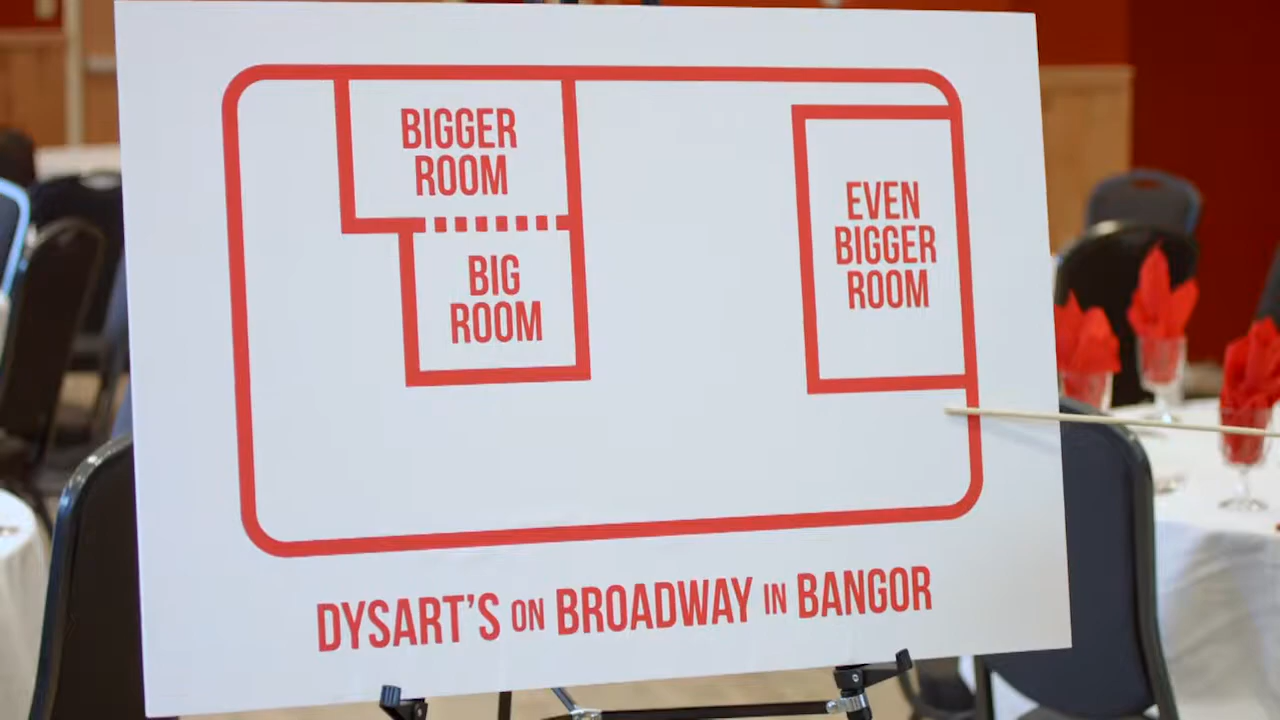 BIGGER
ROOM
BIG
ROOM
EVEN
BIGGER
ROOM
DYSART'S ON BROADWAY IN BANGOR